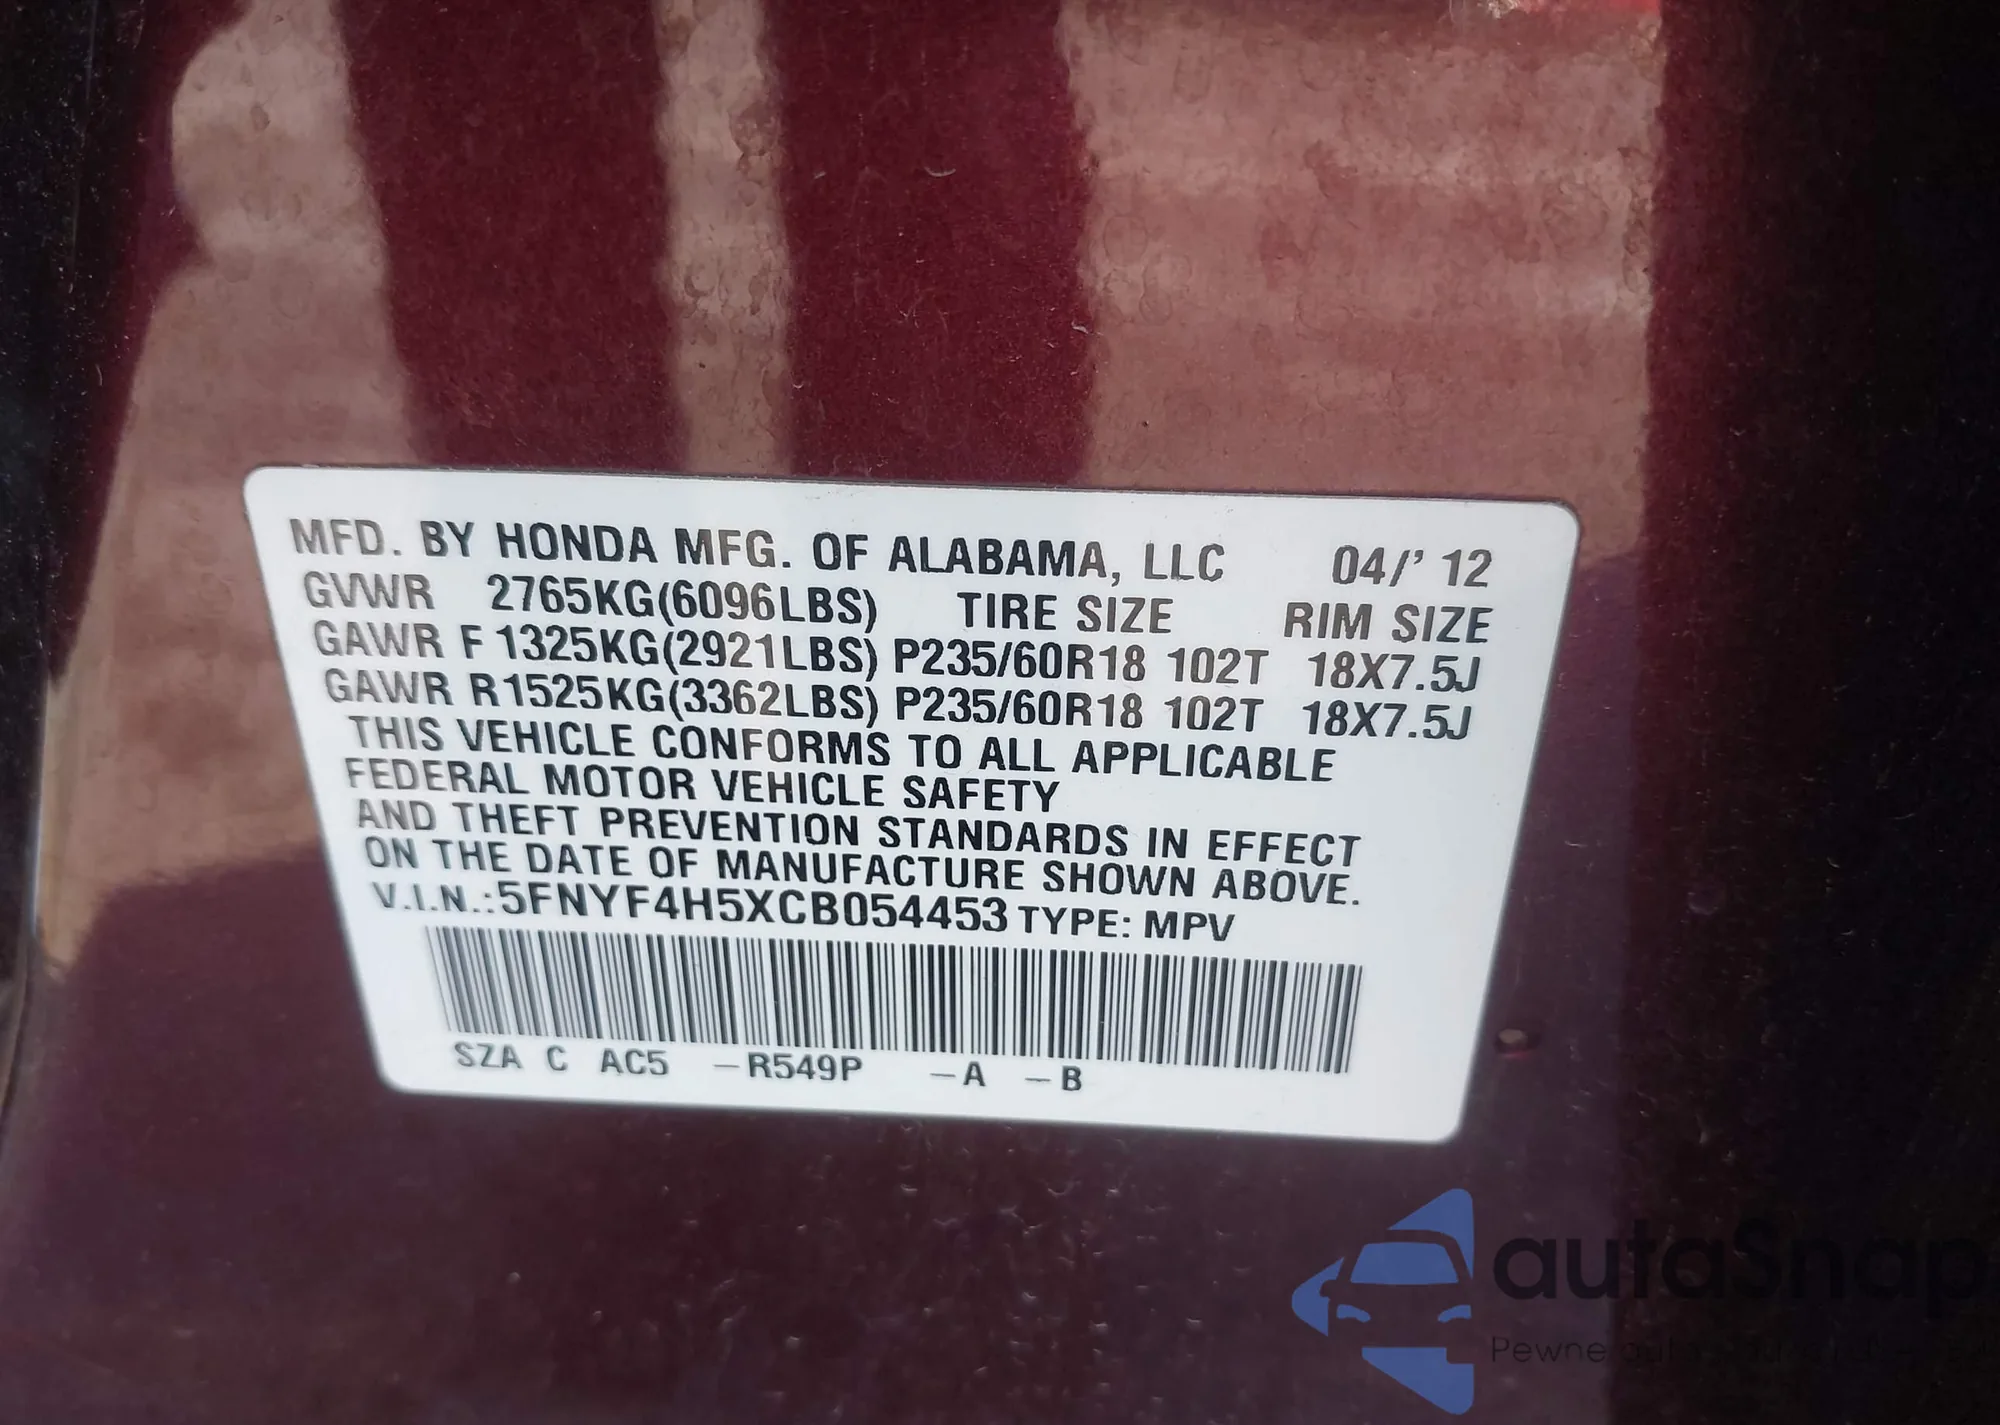 MFD. BY HONDA MFG. OF ALABAMA, LLC 04/' 12
GVWR 2765KG(6096LBS) TIRE SIZE RIM SIZE
GAWR F 1325KG(2921LBS) P235/60R18 102T 18X7.5J
GAWR R1525KG(3362LBS) P235/60R18 102T 18X7.5J
THIS VEHICLE CONFORMS TO ALL APPLICABLE
FEDERAL MOTOR VEHICLE SAFETY
AND THEFT PREVENTION STANDARDS IN EFFECT
ON THE DATE OF MANUFACTURE SHOWN ABOVE.
V.I.N.:5FNYF4H5XCB054453 TYPE: MPV
SZA C AC5 -R549P -A -B
autaSnap
Pewne